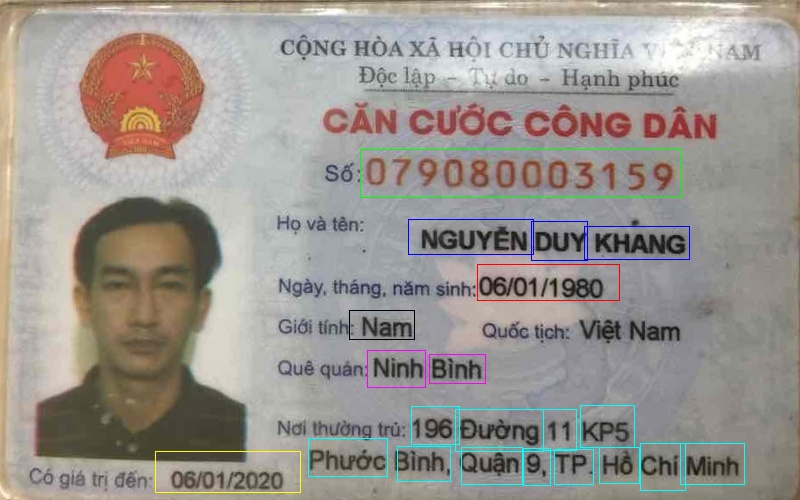 CỘNG HÒA XÃ HỘI CHỦ NGHĨA VIỆT NAM
Độc lập – Tự do – Hạnh phúc
CĂN CƯỚC CÔNG DÂN
Số: 079080003159
Họ và tên: NGUYỄN DUY KHANG
Ngày, tháng, năm sinh: 06/01/1980
Giới tính: Nam Quốc tịch: Việt Nam
Quê quán: Ninh Bình
Nơi thường trú: 196 Đường 11 KP5
Phước Bình, Quận 9, TP. Hồ Chí Minh
Có giá trị đến: 06/01/2020